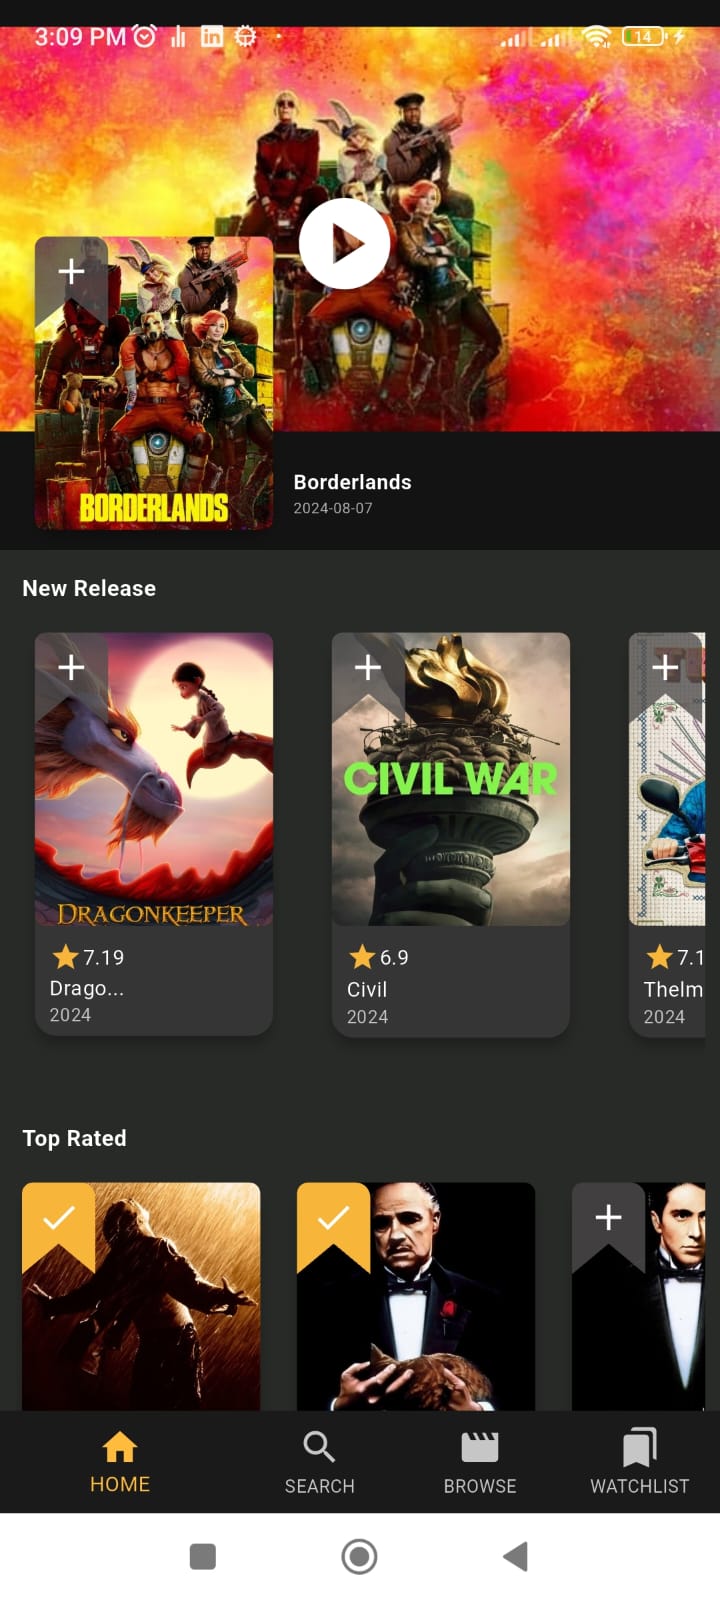 3:09 PM
14
BORDERLANDS
Borderlands
2024-08-07
New Release
DRAGONKEEPER
CIVIL WAR
7.19
6.9
7.1
Drago...
Civil
Thelm
2024
2024
2024
Top Rated
HOME
SEARCH
BROWSE
WATCHLIST